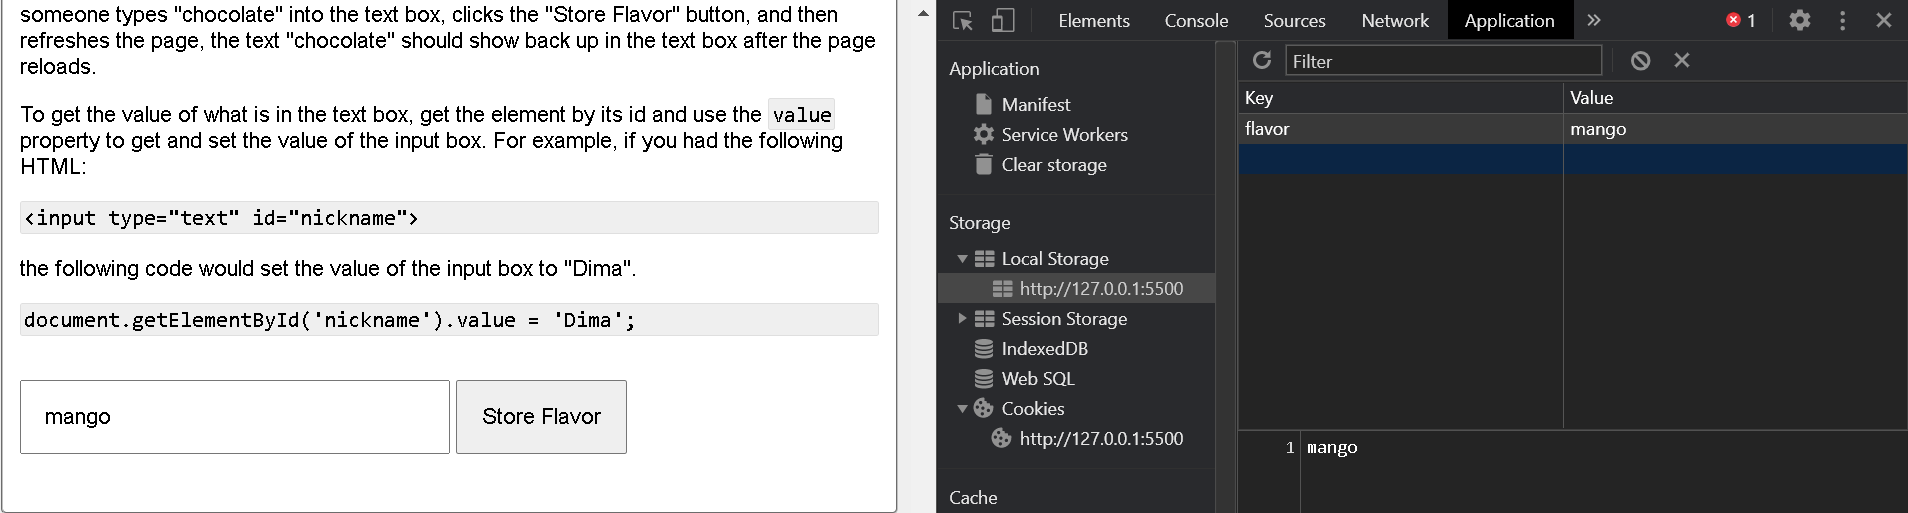 someone types "chocolate" into the text box, clicks the "Store Flavor" button, and then
refreshes the page, the text "chocolate" should show back up in the text box after the page
reloads.
To get the value of what is in the text box, get the element by its id and use the value
property to get and set the value of the input box. For example, if you had the following
HTML:
<input type="text" id="nickname">
the following code would set the value of the input box to "Dima".
document.getElementById('nickname').value = 'Dima';
mango
Store Flavor
Elements
Console
Sources
Network
Application
»
1
Application
Manifest
Service Workers
Clear storage
Storage
Local Storage
http://127.0.0.1:5500
Session Storage
IndexedDB
Web SQL
Cookies
http://127.0.0.1:5500
Cache
Filter
Key Value
flavor mango
1 mango